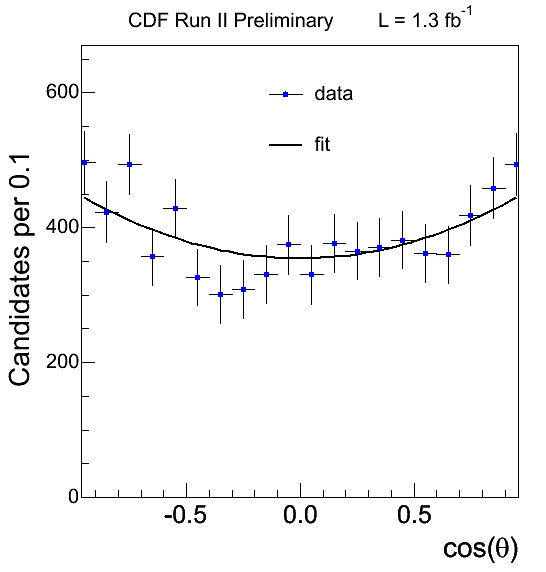 CDF Run II Preliminary L = 1.3 fb⁻¹
600
data
fit
400
200
0
Candidates per 0.1
-0.5 0.0 0.5
cos(θ)